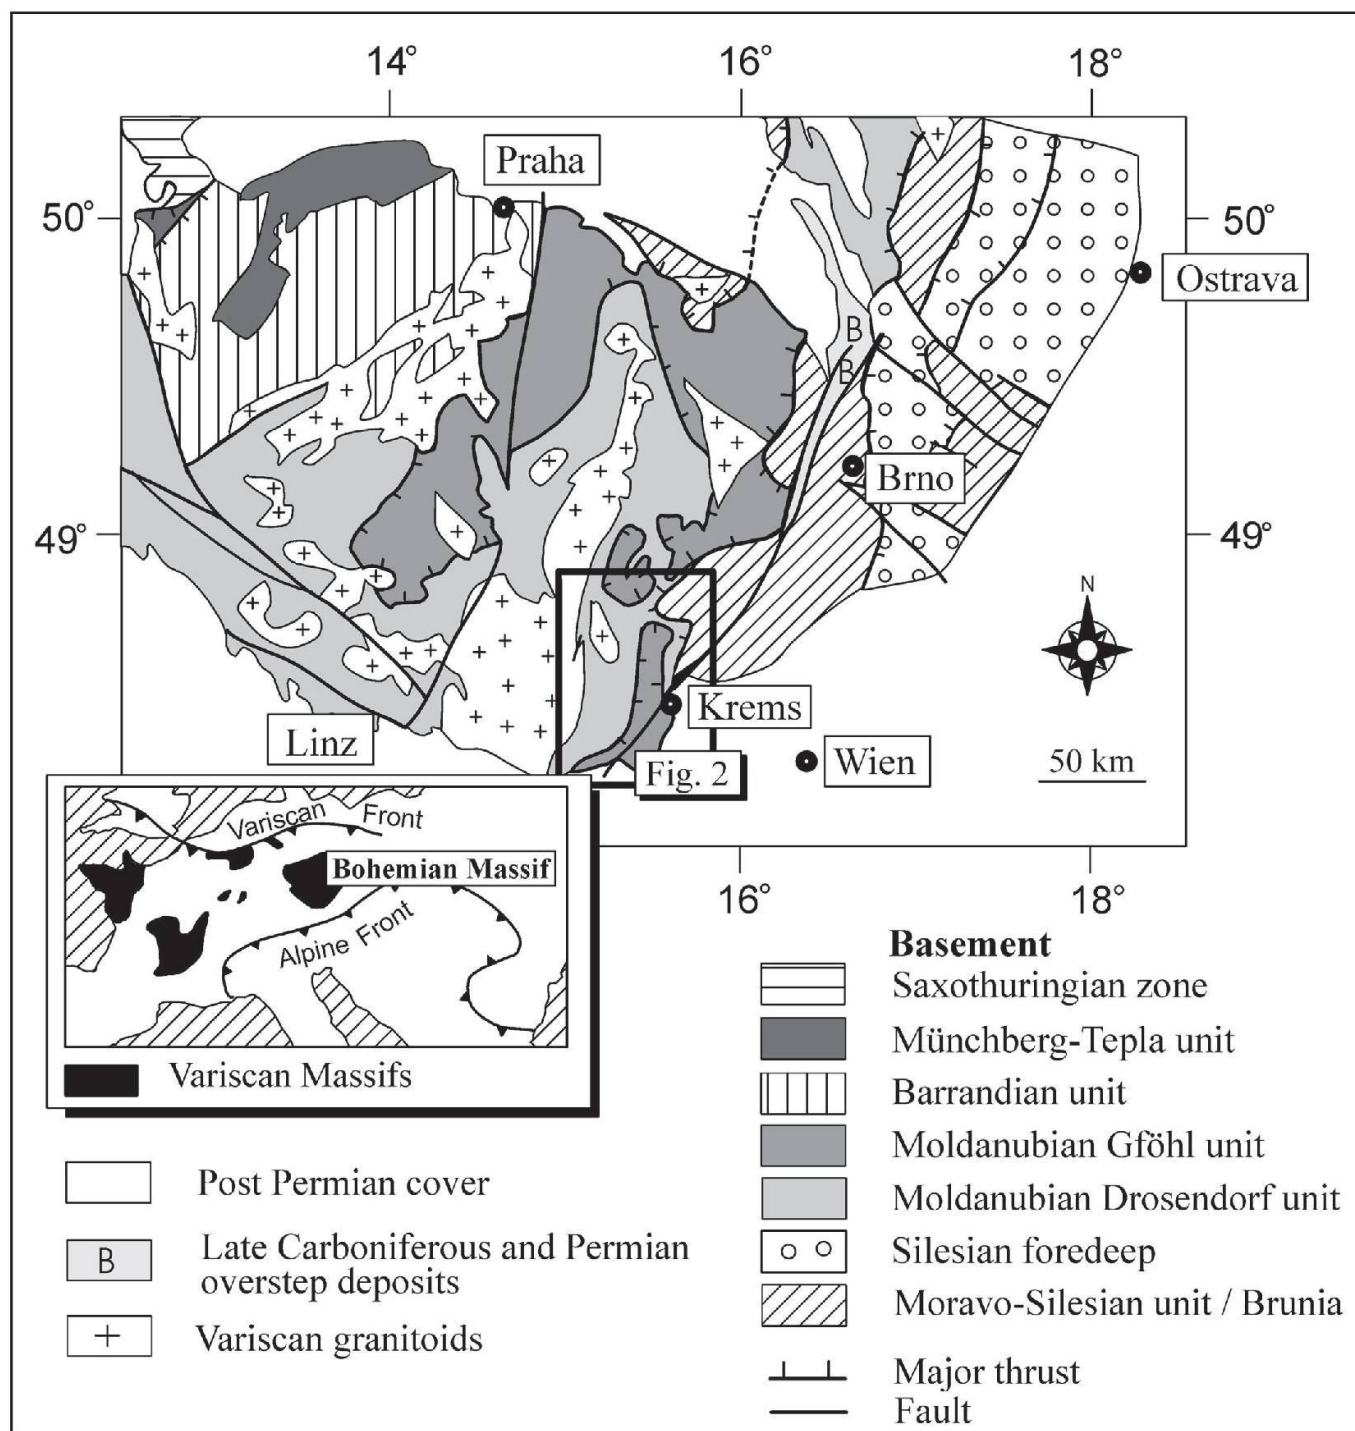 14° 16° 18°
Praha
50° 50°
Ostrava
B
B
Brno
49° 49°
N
Krems
Linz
Wien
Fig. 2
50 km
16° 18°
Variscan Front
Bohemian Massif
Alpine Front
Variscan Massifs
Post Permian cover
B Late Carboniferous and Permian
overstep deposits
Variscan granitoids
Basement
Saxothuringian zone
Münchberg-Tepla unit
Barrandian unit
Moldanubian Gföhl unit
Moldanubian Drosendorf unit
Silesian foredeep
Moravo-Silesian unit / Brunia
Major thrust
Fault